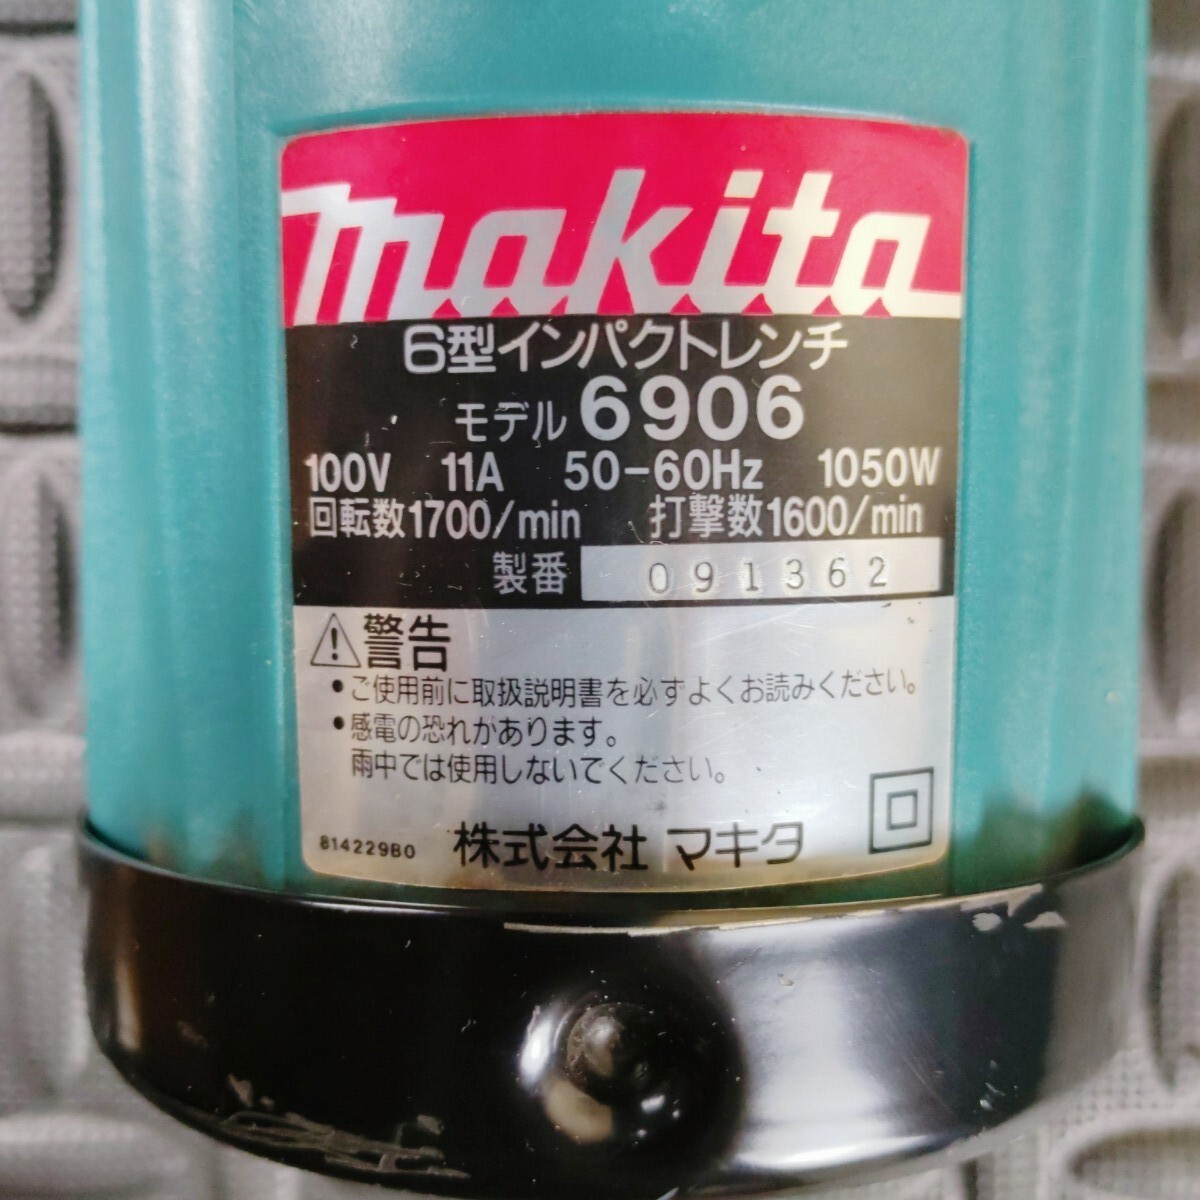 makita
6型インパクトレンチ
モデル 6906
100V 11A 50-60Hz 1050W
回転数1700/min 打撃数1600/min
製番 091362
警告
•ご使用前に取扱説明書を必ずよくお読みください。
•感電の恐れがあります。
雨中では使用しないでください。
814229B0 株式会社 マキタ